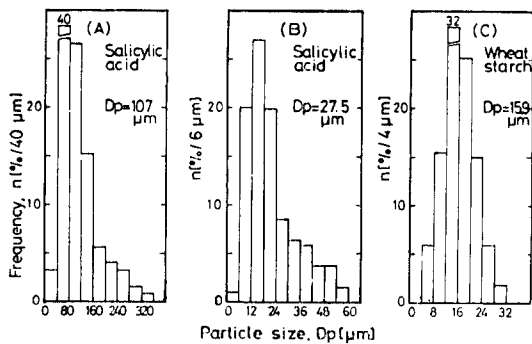 40
(A)
Salicylic
acid
Dp=107
µm
Frequency, n[%/40 µm]
20
10
0
0 80 160 240 320
(B)
Salicylic
acid
Dp=27.5
µm
n[%/6 µm]
20
10
0
0 12 24 36 48 60
32
(C)
Wheat
starch
Dp=15.9
µm
n[%/4 µm]
20
10
0
0 8 16 24 32
Particle size, Dp[µm]